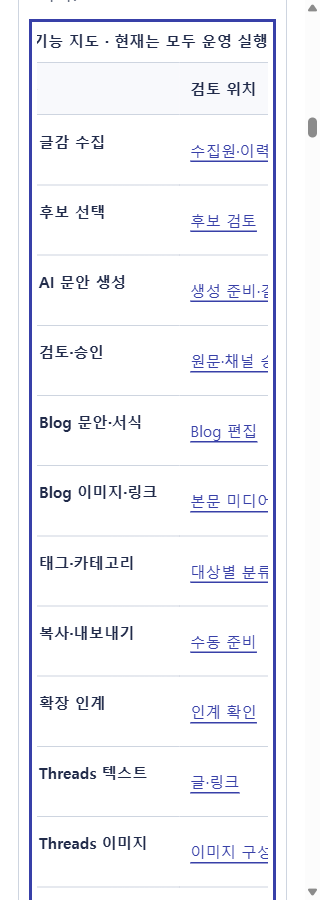 기능 지도 · 현재는 모두 운영 실행
검토 위치
글감 수집
수집원·이력
후보 선택
후보 검토
AI 문안 생성
생성 준비·
검토·승인
원문·채널
Blog 문안·서식
Blog 편집
Blog 이미지·링크
본문 미디어
태그·카테고리
대상별 분류
복사·내보내기
수동 준비
확장 인계
인계 확인
Threads 텍스트
글·링크
Threads 이미지
이미지 구성